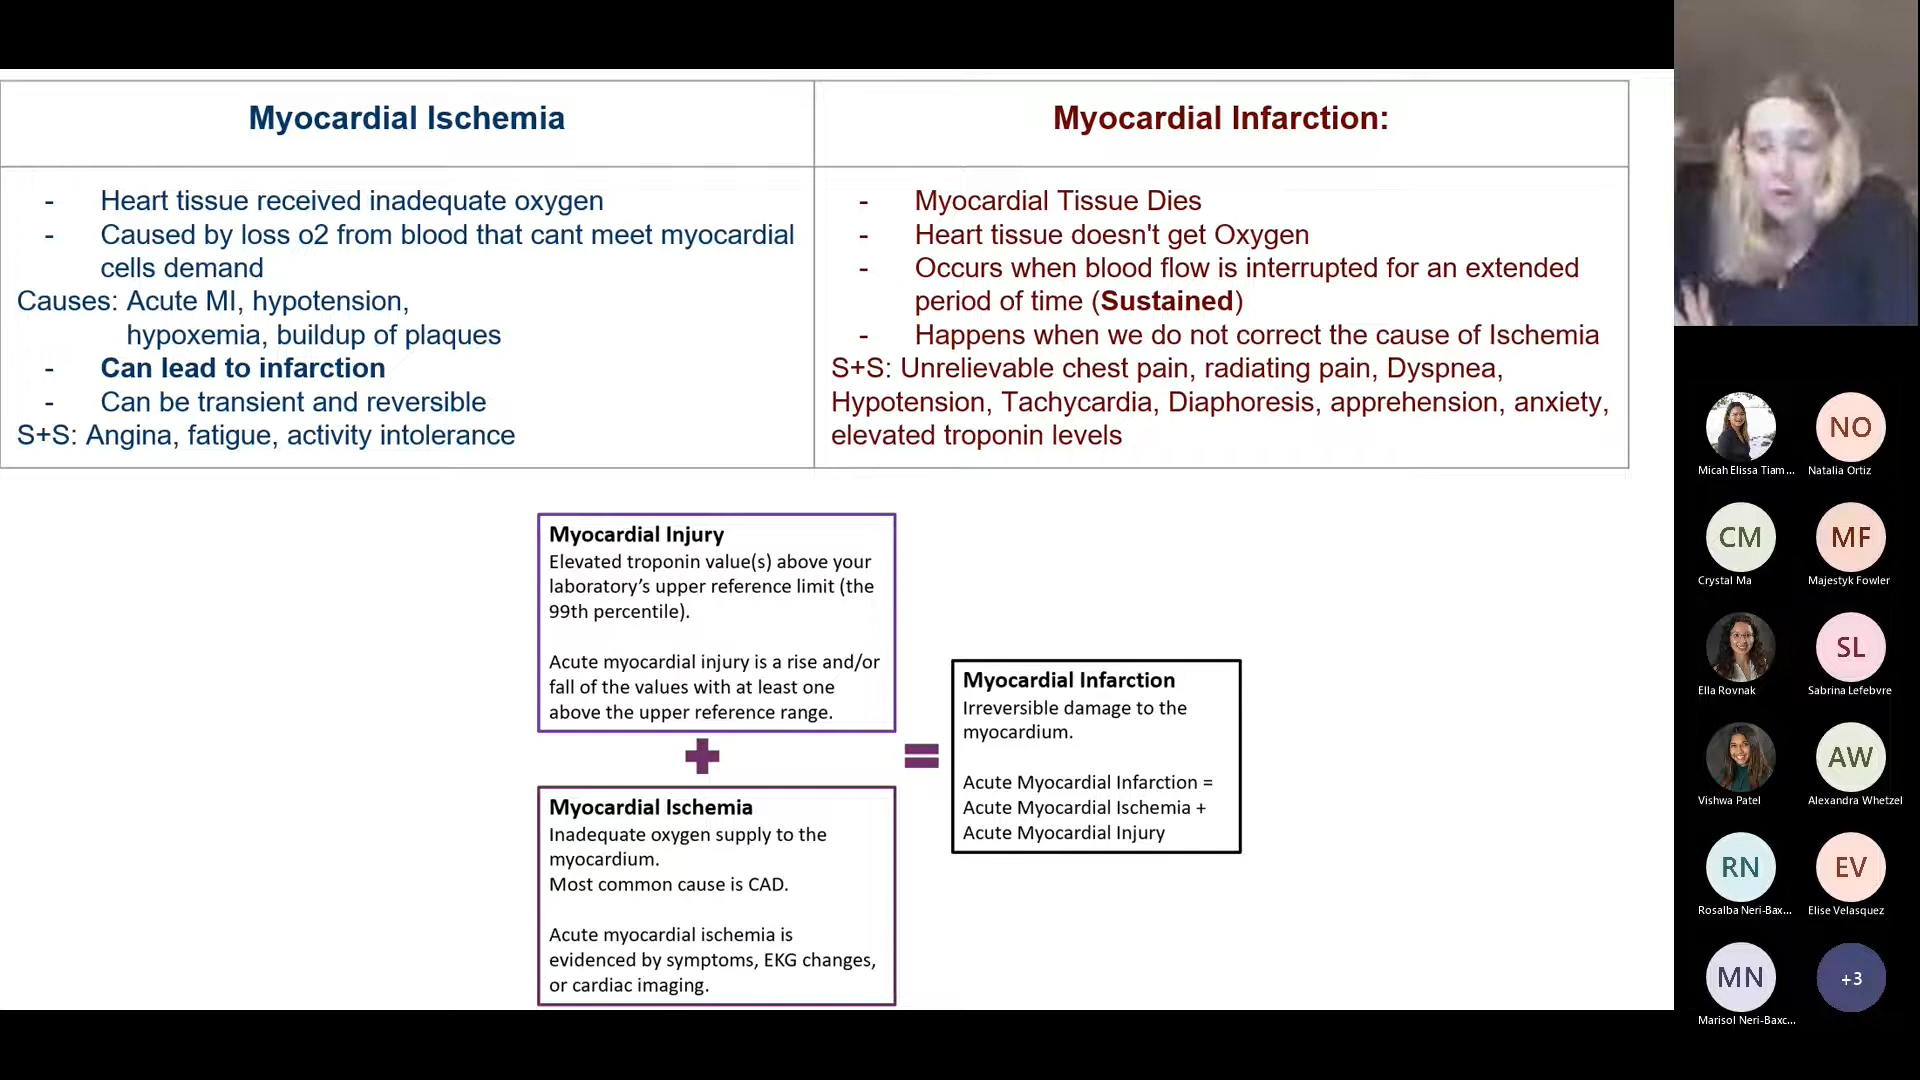 Myocardial Ischemia
- Heart tissue received inadequate oxygen
- Caused by loss o2 from blood that cant meet myocardial
cells demand
Causes: Acute MI, hypotension,
hypoxemia, buildup of plaques
- Can lead to infarction
- Can be transient and reversible
S+S: Angina, fatigue, activity intolerance
Myocardial Infarction:
- Myocardial Tissue Dies
- Heart tissue doesn't get Oxygen
- Occurs when blood flow is interrupted for an extended
period of time (Sustained)
- Happens when we do not correct the cause of Ischemia
S+S: Unrelievable chest pain, radiating pain, Dyspnea,
Hypotension, Tachycardia, Diaphoresis, apprehension, anxiety,
elevated troponin levels
Myocardial Injury
Elevated troponin value(s) above your
laboratory's upper reference limit (the
99th percentile).
Acute myocardial injury is a rise and/or
fall of the values with at least one
above the upper reference range.
Myocardial Ischemia
Inadequate oxygen supply to the
myocardium.
Most common cause is CAD.
Acute myocardial ischemia is
evidenced by symptoms, EKG changes,
or cardiac imaging.
Myocardial Infarction
Irreversible damage to the
myocardium.
Acute Myocardial Infarction =
Acute Myocardial Ischemia +
Acute Myocardial Injury
Micah Elissa Tiam...
NO
Natalia Ortiz
CM
Crystal Ma
MF
Majestyk Fowler
Ella Rovnak
SL
Sabrina Lefebvre
Vishwa Patel
AW
Alexandra Whetzel
RN
Rosalba Neri-Bax...
EV
Elise Velasquez
MN
Marisol Neri-Baxc...
+3